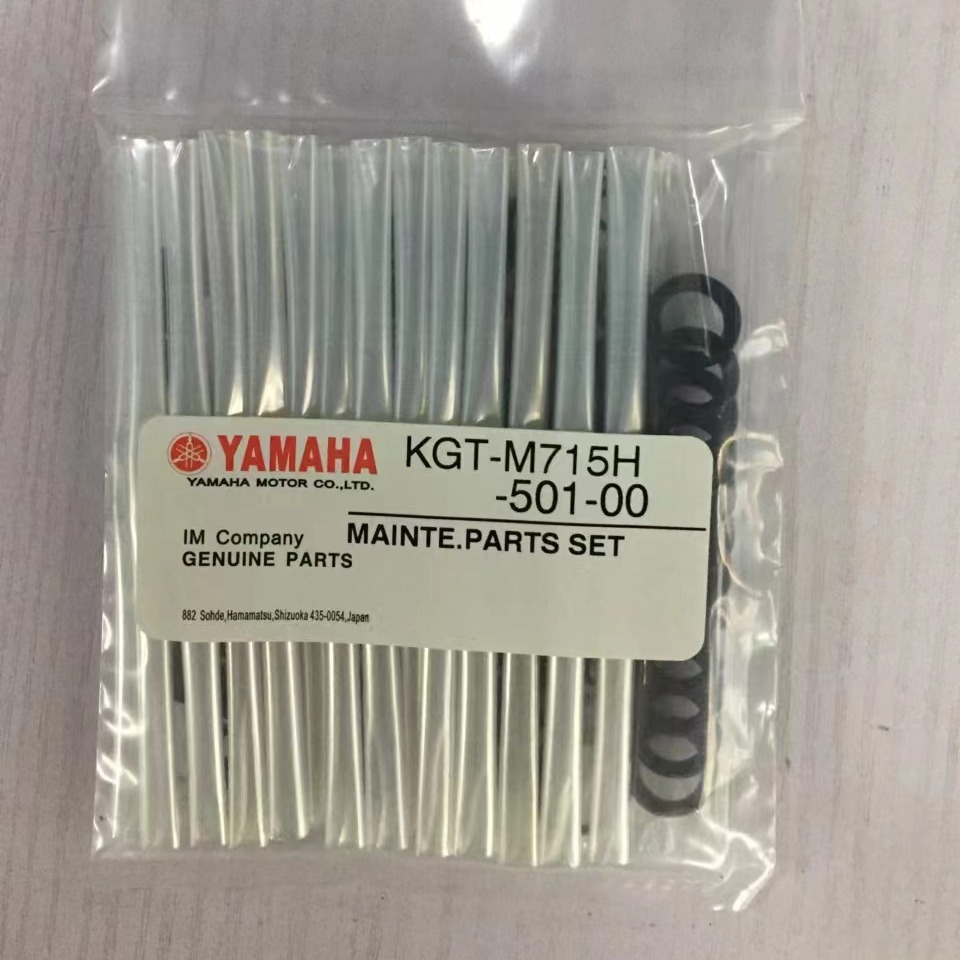 YAMAHA
YAMAHA MOTOR CO.,LTD.
KGT-M715H
-501-00
IM Company
GENUINE PARTS
MAINTE.PARTS SET
882 Sohde,Hamamatsu,Shizuoka 435-0054,Japan